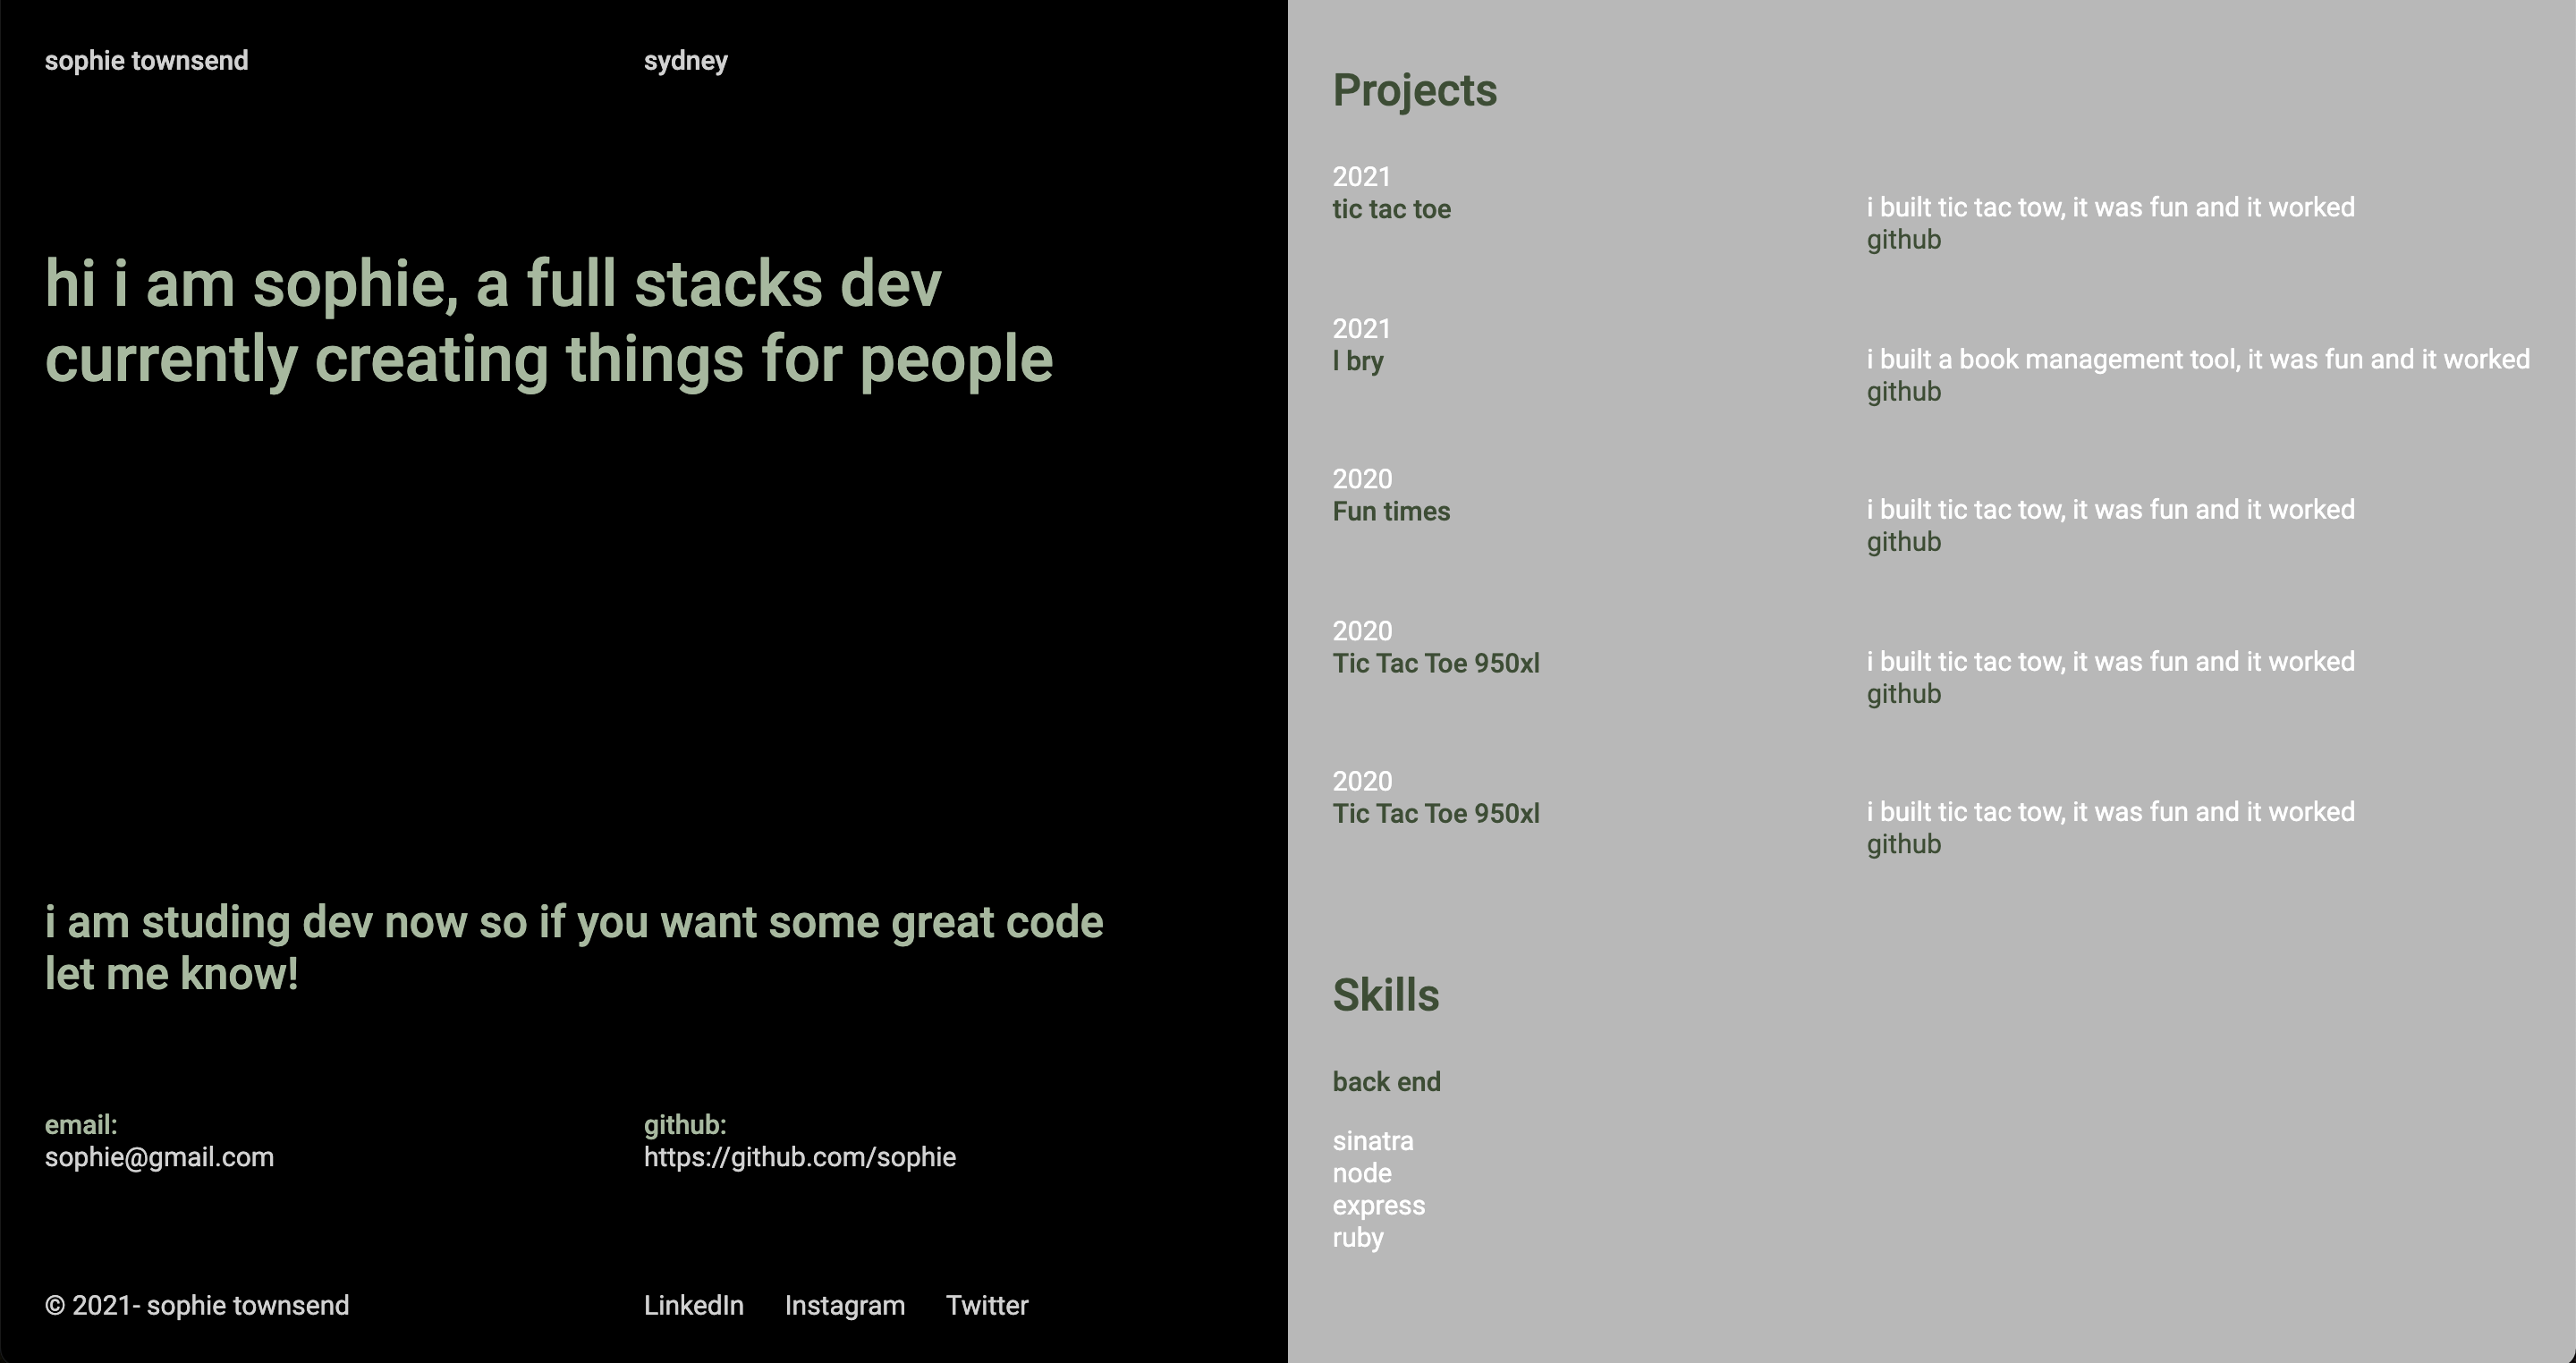 sophie townsend
sydney
hi i am sophie, a full stacks dev
currently creating things for people
i am studing dev now so if you want some great code
let me know!
email:
sophie@gmail.com
github:
https://github.com/sophie
© 2021- sophie townsend
LinkedIn Instagram Twitter
Projects
2021
tic tac toe
i built tic tac tow, it was fun and it worked
github
2021
l bry
i built a book management tool, it was fun and it worked
github
2020
Fun times
i built tic tac tow, it was fun and it worked
github
2020
Tic Tac Toe 950xl
i built tic tac tow, it was fun and it worked
github
2020
Tic Tac Toe 950xl
i built tic tac tow, it was fun and it worked
github
Skills
back end
sinatra
node
express
ruby